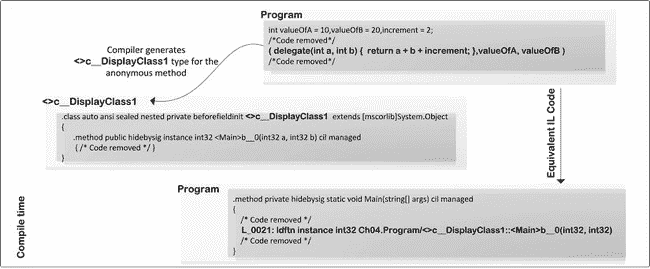 Program
int valueOfA = 10,valueOfB = 20,increment = 2;
/*Code removed*/
( delegate(int a, int b) {  return a + b + increment; },valueOfA, valueOfB )
/*Code removed*/
Compiler generates
<>c__DisplayClass1 type for the
anonymous method
<>c__DisplayClass1
.class auto ansi sealed nested private beforefieldinit <>c__DisplayClass1  extends [mscorlib]System.Object
{
.method public hidebysig instance int32 <Main>b__0(int32 a, int32 b) cil managed
{ /* Code removed */ }
}
Equivalent IL Code
Program
.method private hidebysig static void Main(string[] args) cil managed
{
/* Code removed */
L_0021: ldftn instance int32 Ch04.Program/<>c__DisplayClass1::<Main>b__0(int32, int32)
/* Code removed */
}
Compile time